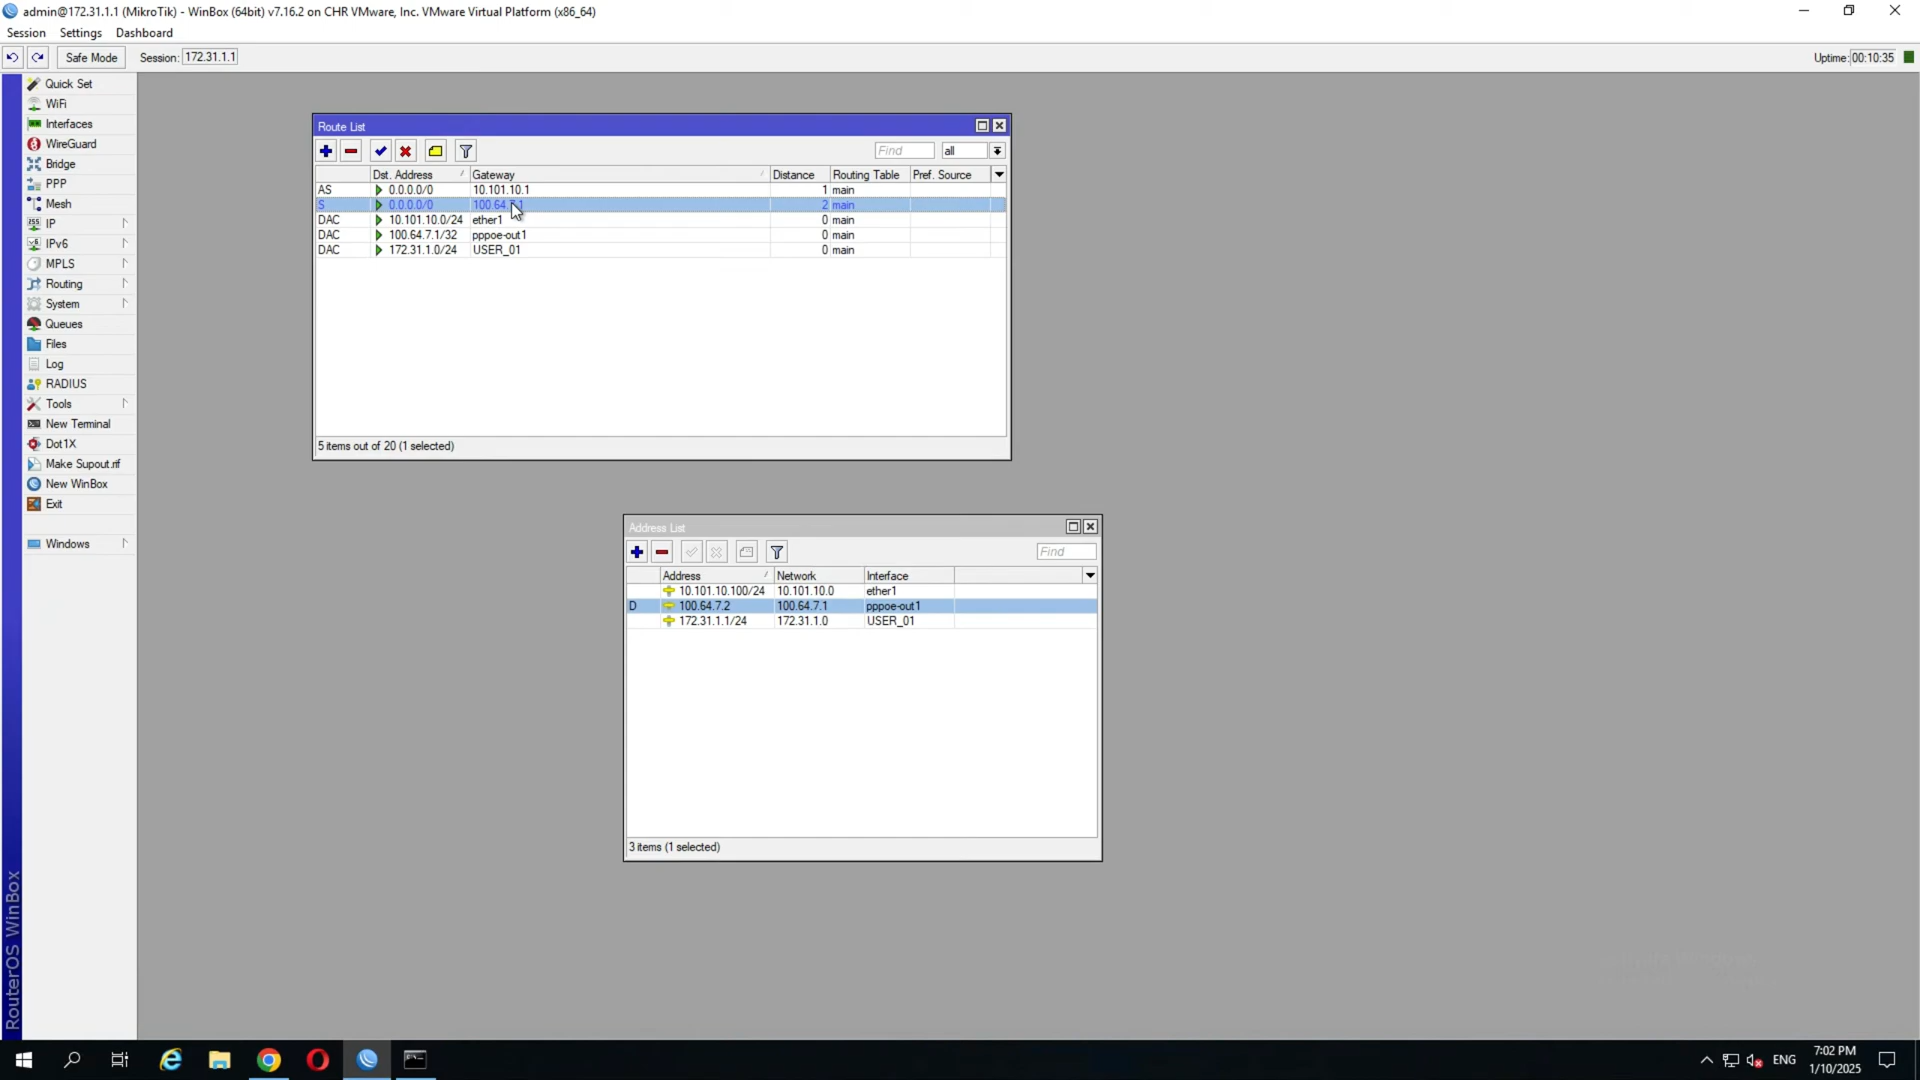 admin@172.31.1.1 (MikroTik) - WinBox (64bit) v7.16.2 on CHR VMware, Inc. VMware Virtual Platform (x86_64)
Session Settings Dashboard
Safe Mode Session: 172.31.1.1 Uptime: 00:10:35
Quick Set
WiFi
Interfaces
WireGuard
Bridge
PPP
Mesh
IP
IPv6
MPLS
Routing
System
Queues
Files
Log
RADIUS
Tools
New Terminal
Dot1X
Make Supout.rif
New WinBox
Exit
Windows
RouterOS WinBox
Route List
Find all
Dst. Address Gateway Distance Routing Table Pref. Source
AS 0.0.0.0/0 10.101.10.1 1 main
S 0.0.0.0/0 100.64.7.1 2 main
DAC 10.101.10.0/24 ether1 0 main
DAC 100.64.7.1/32 pppoe-out1 0 main
DAC 172.31.1.0/24 USER_01 0 main
5 items out of 20 (1 selected)
Address List
Find
Address Network Interface
10.101.10.100/24 10.101.10.0 ether1
D 100.64.7.2 100.64.7.1 pppoe-out1
172.31.1.1/24 172.31.1.0 USER_01
3 items (1 selected)
ENG 7:02 PM
1/10/2025